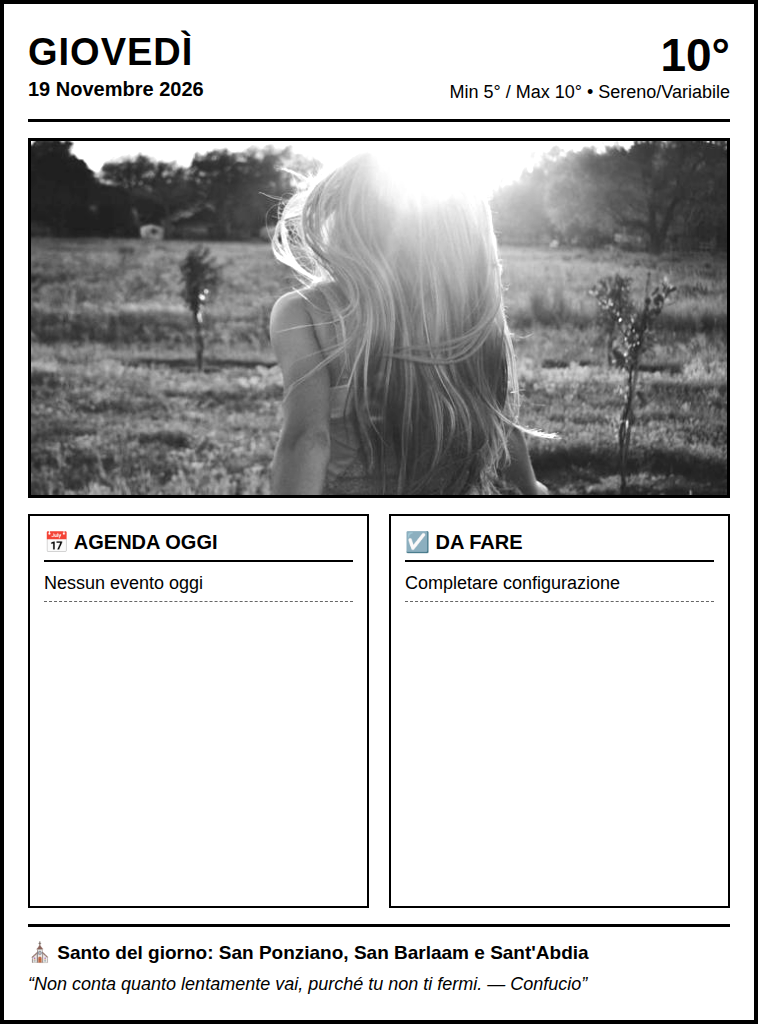 GIOVEDÌ
19 Novembre 2026
10°
Min 5° / Max 10° • Sereno/Variabile
📅 AGENDA OGGI
Nessun evento oggi
☑️ DA FARE
Completare configurazione
⛪ Santo del giorno: San Ponziano, San Barlaam e Sant'Abdia
“Non conta quanto lentamente vai, purché tu non ti fermi. — Confucio”